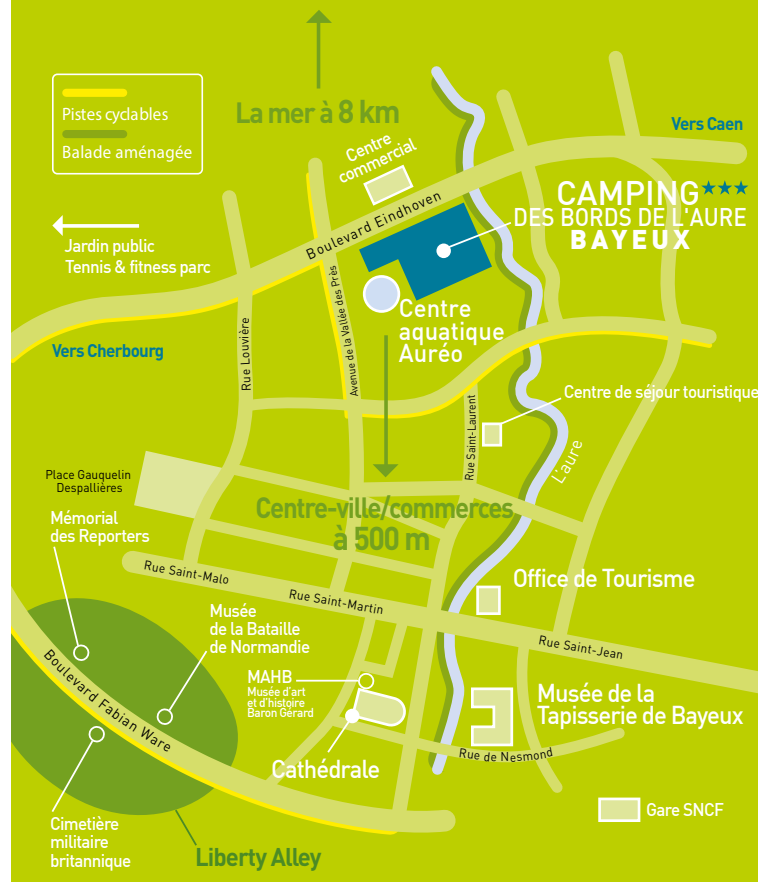 La mer à 8 km
Pistes cyclables
Balade aménagée
Centre
commercial
Vers Caen
CAMPING★★★
DES BORDS DE L'AURE
BAYEUX
Boulevard Eindhoven
Jardin public
Tennis & fitness parc
Centre
aquatique
Auréo
Vers Cherbourg
Rue Louvière
Avenue de la Vallée des Prés
Centre de séjour touristique
Rue Saint-Laurent
L'aure
Place Gauquelin
Despallières
Centre-ville/commerces
à 500 m
Mémorial
des Reporters
Rue Saint-Malo
Rue Saint-Martin
Office de Tourisme
Rue Saint-Jean
Musée
de la Bataille
de Normandie
MAHB
Musée d'art
et d'histoire
Baron Gérard
Boulevard Fabian Ware
Musée de la
Tapisserie de Bayeux
Cathédrale
Rue de Nesmond
Gare SNCF
Cimetière
militaire
britannique
Liberty Alley